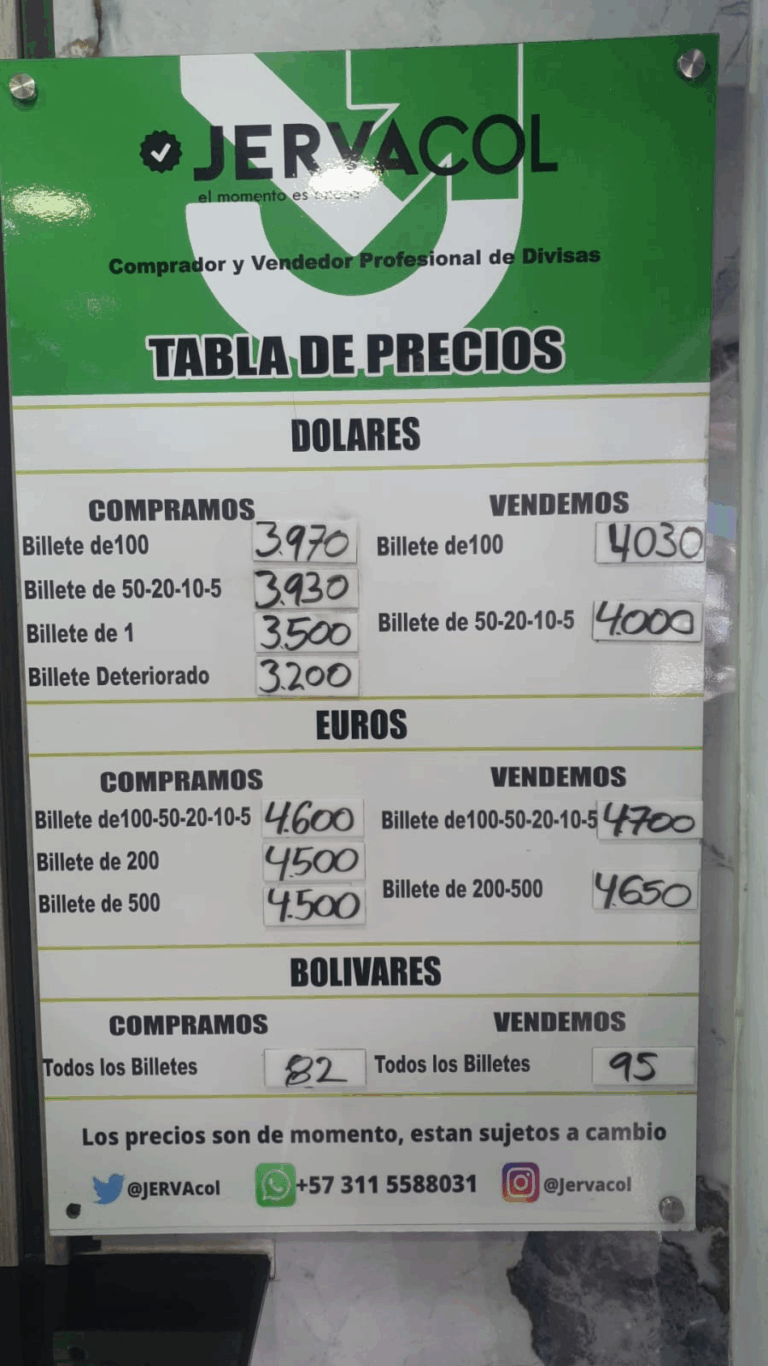 JERVACOL
el momento es
Comprador y Vendedor Profesional de Divisas
TABLA DE PRECIOS
DOLARES
COMPRAMOS
Billete de100 3.970
Billete de 50-20-10-5 3.930
Billete de 1 3.500
Billete Deteriorado 3.200
VENDEMOS
Billete de100 4030
Billete de 50-20-10-5 4.000
EUROS
COMPRAMOS
Billete de100-50-20-10-5 4.600
Billete de 200 4500
Billete de 500 4.500
VENDEMOS
Billete de100-50-20-10-5 4700
Billete de 200-500 4.650
BOLIVARES
COMPRAMOS
Todos los Billetes 82
VENDEMOS
Todos los Billetes 95
Los precios son de momento, estan sujetos a cambio
@JERVAcol +57 311 5588031 @Jervacol